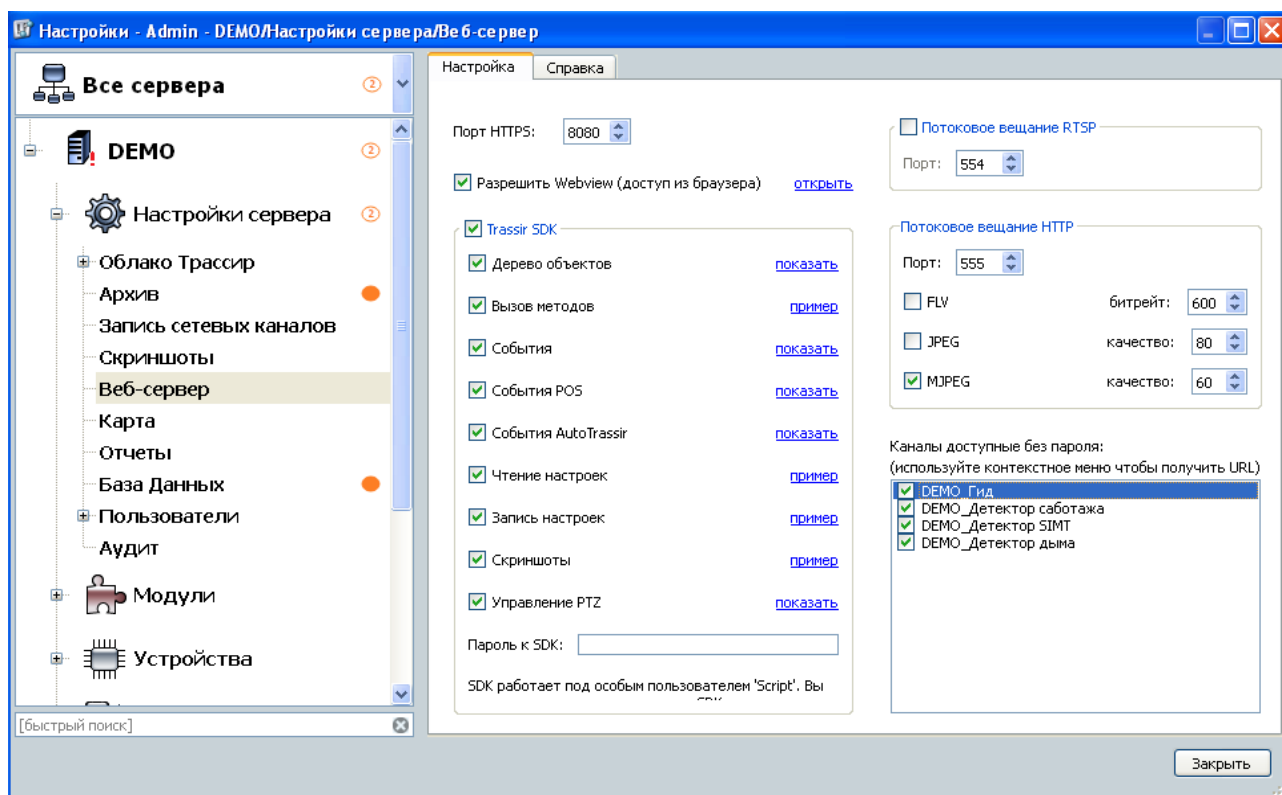 Настройки - Admin - DEMO/Настройки сервера/Веб-сервер
Все сервера 2
DEMO 2
Настройки сервера 2
Облако Трассир
Архив
Запись сетевых каналов
Скриншоты
Веб-сервер
Карта
Отчеты
База Данных
Пользователи
Аудит
Модули
Устройства
[быстрый поиск]
Настройка Справка
Порт HTTPS: 8080
Разрешить Webview (доступ из браузера) открыть
Trassir SDK
Дерево объектов показать
Вызов методов пример
События показать
События POS показать
События AutoTrassir показать
Чтение настроек пример
Запись настроек пример
Скриншоты пример
Управление PTZ показать
Пароль к SDK:
SDK работает под особым пользователем 'Script'. Вы
Потоковое вещание RTSP
Порт: 554
Потоковое вещание HTTP
Порт: 555
FLV битрейт: 600
JPEG качество: 80
MJPEG качество: 60
Каналы доступные без пароля:
(используйте контекстное меню чтобы получить URL)
DEMO_Гид
DEMO_Детектор саботажа
DEMO_Детектор SIMT
DEMO_Детектор дыма
Закрыть